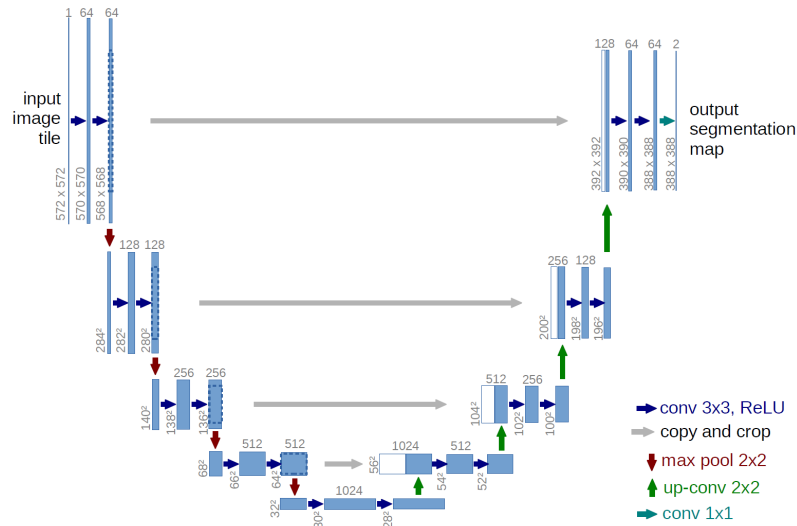 1 64 64
128 64 64 2
input
image
tile
output
segmentation
map
572 x 572
570 x 570
568 x 568
392 x 392
390 x 390
388 x 388
388 x 388
128 128
256 128
284²
282²
280²
200²
198²
196²
256 256
512 256
140²
138²
136²
104²
102²
100²
512 512
1024 512
68²
66²
64²
56²
54²
52²
1024
32²
30²
28²
conv 3x3, ReLU
copy and crop
max pool 2x2
up-conv 2x2
conv 1x1